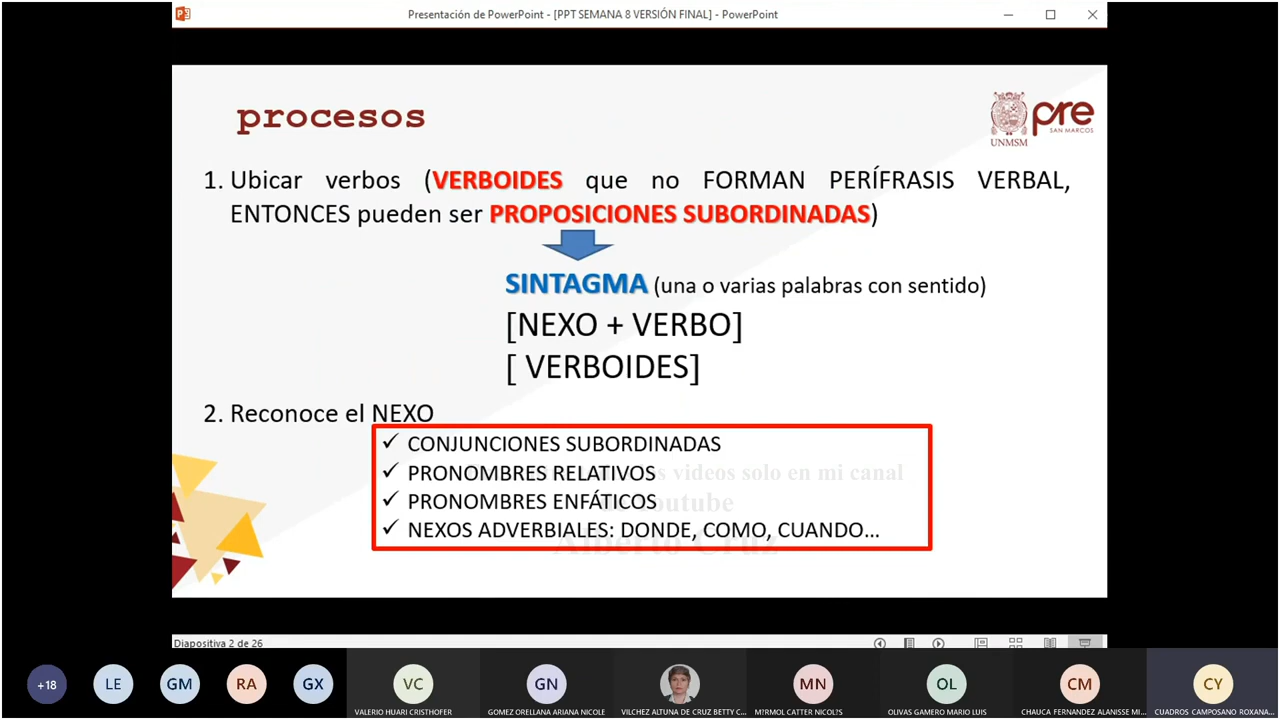 Presentación de PowerPoint - [PPT SEMANA 8 VERSIÓN FINAL] - PowerPoint
procesos
pre
SAN MARCOS
UNMSM
1. Ubicar verbos (VERBOIDES que no FORMAN PERÍFRASIS VERBAL,
ENTONCES pueden ser PROPOSICIONES SUBORDINADAS)
SINTAGMA (una o varias palabras con sentido)
[NEXO + VERBO]
[ VERBOIDES]
2. Reconoce el NEXO
✓ CONJUNCIONES SUBORDINADAS
✓ PRONOMBRES RELATIVOS
videos solo en mi canal
✓ PRONOMBRES ENFÁTICOS
Youtube
✓ NEXOS ADVERBIALES: DONDE, COMO, CUANDO...
Alberto Cruz
Diapositiva 2 de 26
+18 LE GM RA GX VC GN MN OL CM CY
VALERIO HUARI CRISTHOFER GOMEZ ORELLANA ARIANA NICOLE VILCHEZ ALTUNA DE CRUZ BETTY C... M?RMOL CATTER NICOL?S OLIVAS GAMERO MARIO LUIS CHAUCA FERNANDEZ ALANISSE MI... CUADROS CAMPOSANO ROXANA...